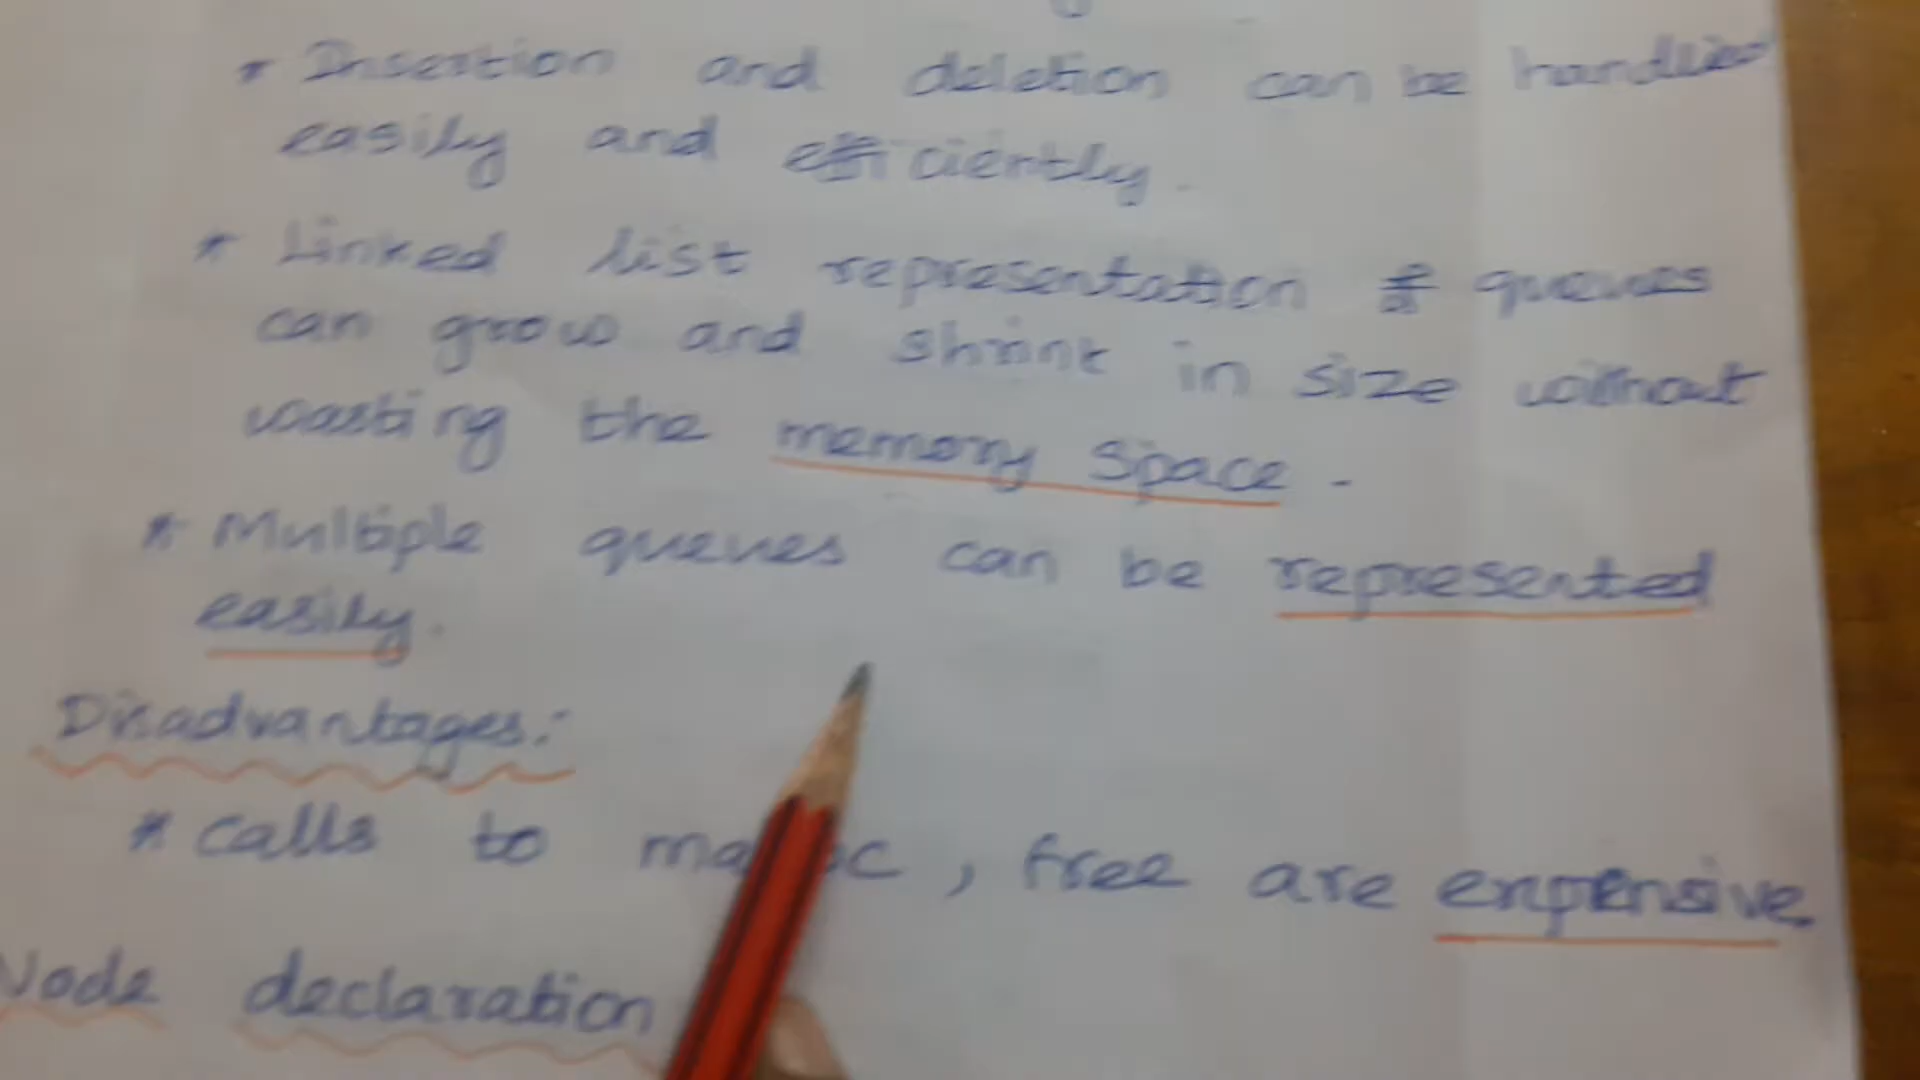 * Insertion and deletion can be handled
easily and efficiently.
* Linked list representation of queues
can grow and shrink in size without
wasting the memory space.
* Multiple queues can be represented
easily.
Disadvantages:
* calls to malloc, free are expensive.
Node declaration